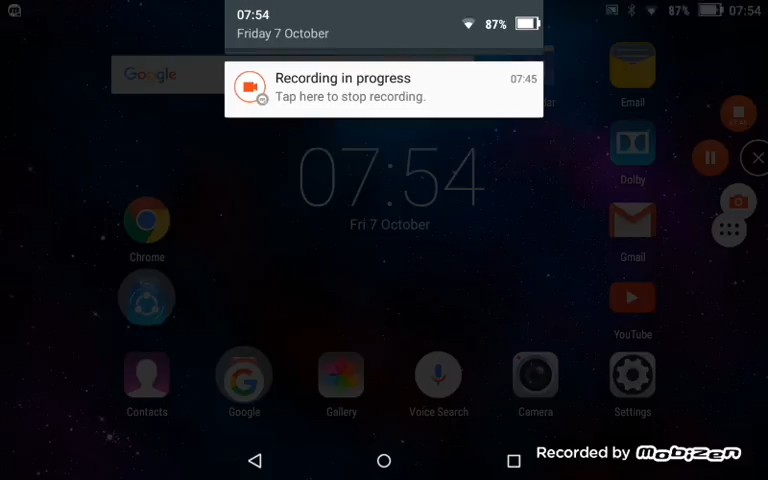 07:54
Friday 7 October
87%
87% 07:54
Google
Recording in progress
07:45
Tap here to stop recording.
Email
Dolby
07:54
Fri 7 October
Chrome
Gmail
YouTube
Contacts
Google
Gallery
Voice Search
Camera
Settings
Recorded by Mobizen